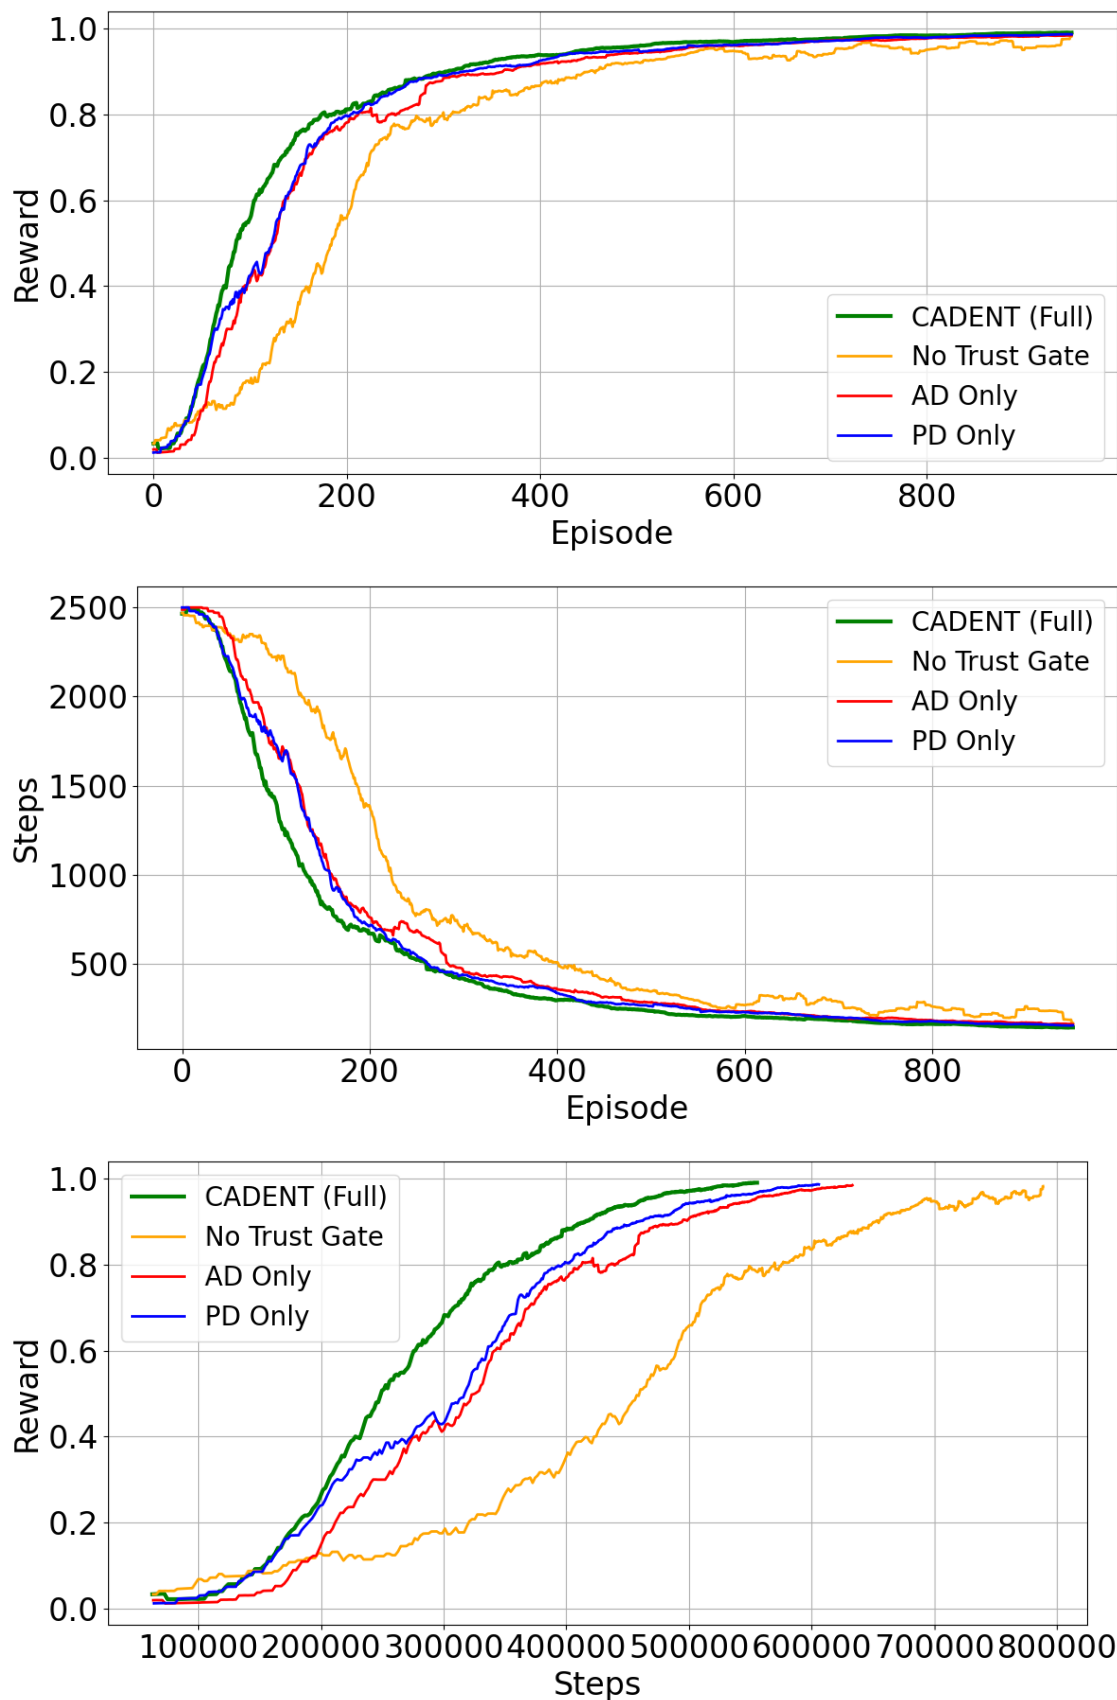 1.0
0.8
0.6
0.4
0.2
0.0
Reward
CADENT (Full)
No Trust Gate
AD Only
PD Only
0 200 400 600 800
Episode
2500
2000
1500
1000
500
Steps
CADENT (Full)
No Trust Gate
AD Only
PD Only
0 200 400 600 800
Episode
1.0
0.8
0.6
0.4
0.2
0.0
Reward
CADENT (Full)
No Trust Gate
AD Only
PD Only
100000 200000 300000 400000 500000 600000 700000 800000
Steps